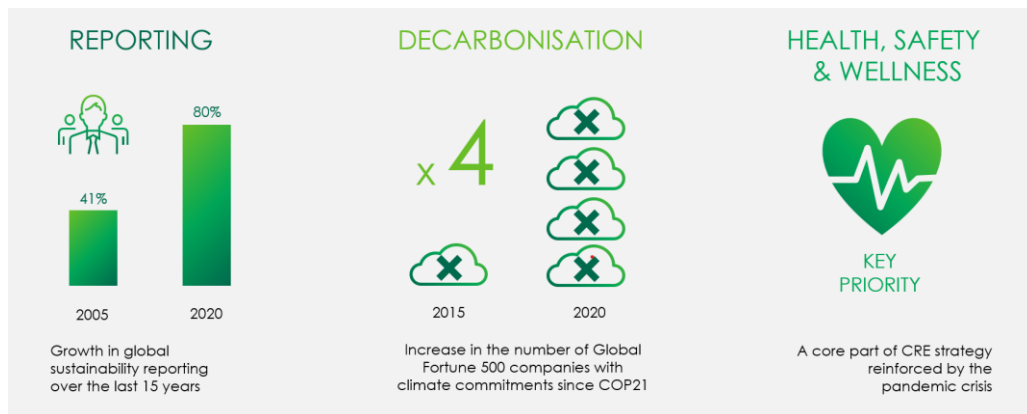 REPORTING
80%
41%
2005
2020
Growth in global
sustainability reporting
over the last 15 years
DECARBONISATION
x 4
2015
2020
Increase in the number of Global
Fortune 500 companies with
climate commitments since COP21
HEALTH, SAFETY
& WELLNESS
KEY
PRIORITY
A core part of CRE strategy
reinforced by the
pandemic crisis